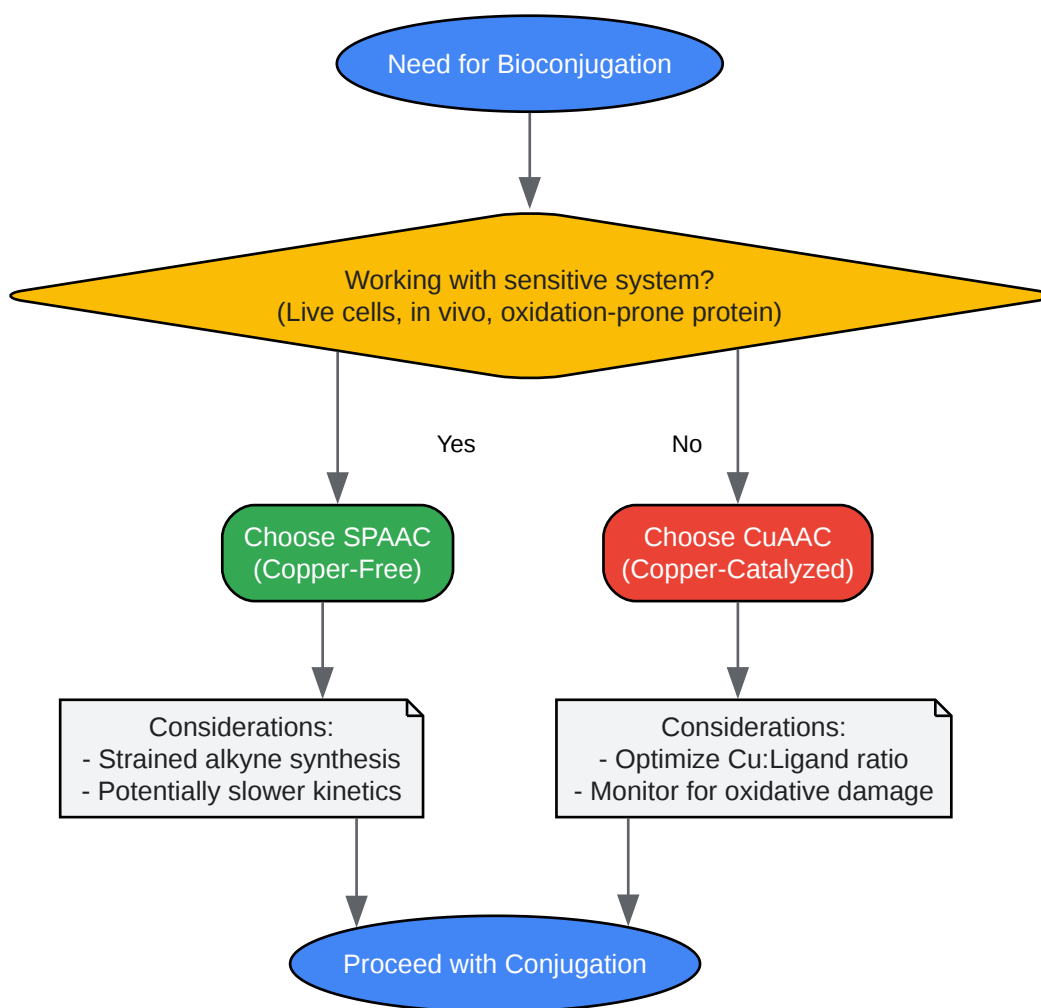 Need for Bioconjugation
Working with sensitive system?
(Live cells, in vivo, oxidation-prone protein)
Yes
No
Choose SPAAC
(Copper-Free)
Choose CuAAC
(Copper-Catalyzed)
Considerations:
- Strained alkyne synthesis
- Potentially slower kinetics
Considerations:
- Optimize Cu:Ligand ratio
- Monitor for oxidative damage
Proceed with Conjugation